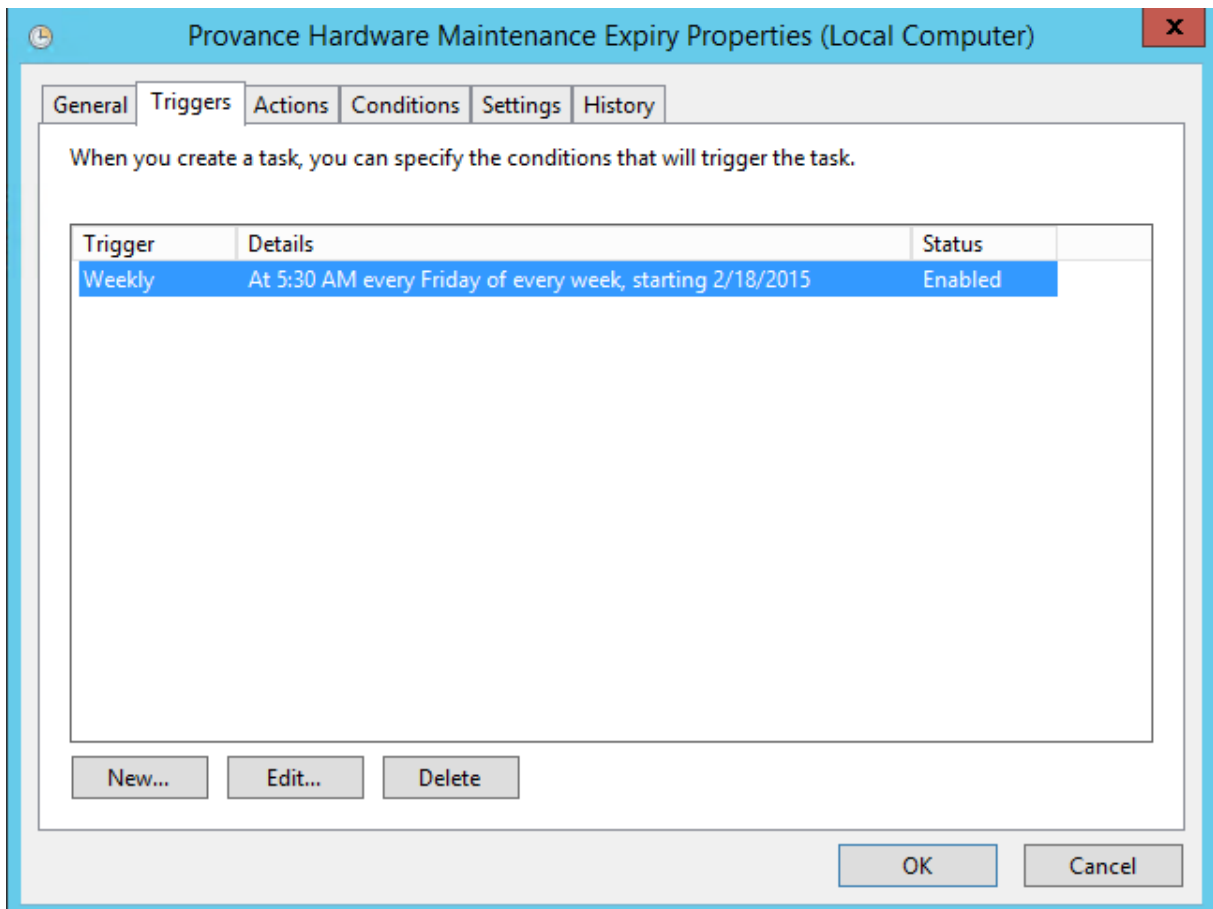 Provance Hardware Maintenance Expiry Properties (Local Computer)
x
General Triggers Actions Conditions Settings History
When you create a task, you can specify the conditions that will trigger the task.
Trigger Details Status
Weekly At 5:30 AM every Friday of every week, starting 2/18/2015 Enabled
New... Edit... Delete
OK Cancel